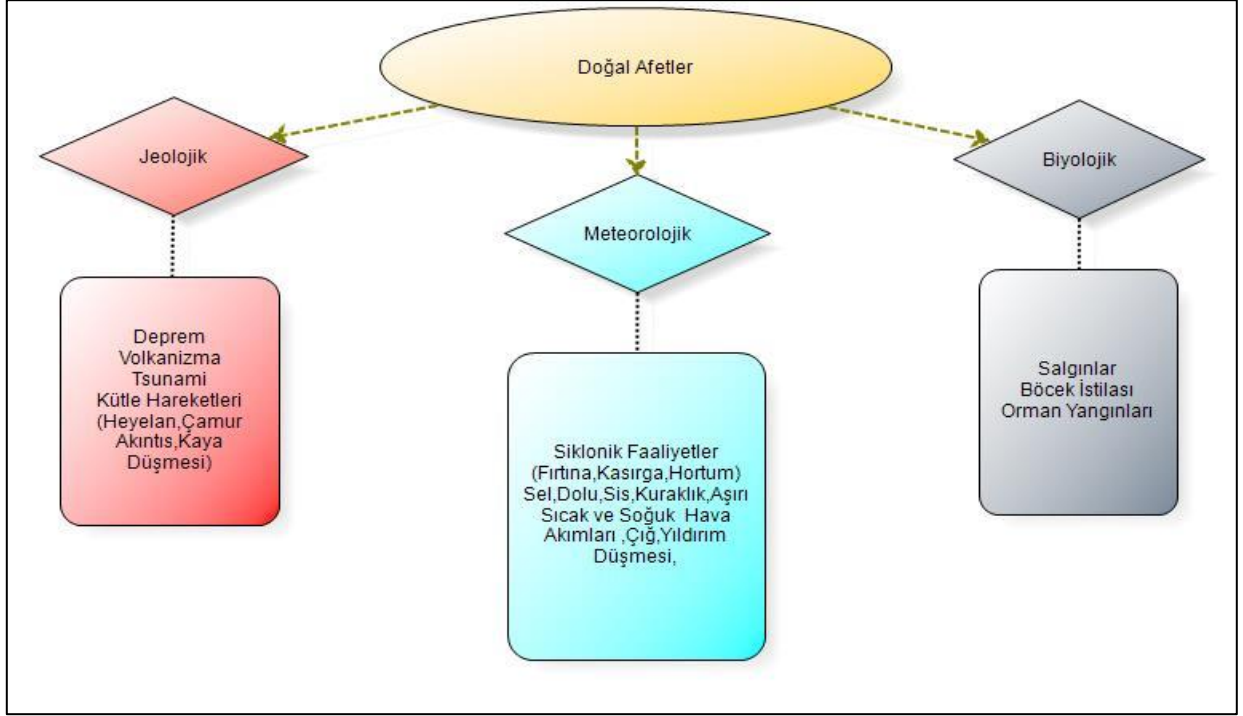 Doğal Afetler
Jeolojik
Meteorolojik
Biyolojik
Deprem
Volkanizma
Tsunami
Kütle Hareketleri
(Heyelan,Çamur
Akıntıs,Kaya
Düşmesi)
Siklonik Faaliyetler
(Fırtına,Kasırga,Hortum)
Sel,Dolu,Sis,Kuraklık,Aşırı
Sıcak ve Soğuk Hava
Akımları ,Çığ,Yıldırım
Düşmesi,
Salgınlar
Böcek İstilası
Orman Yangınları